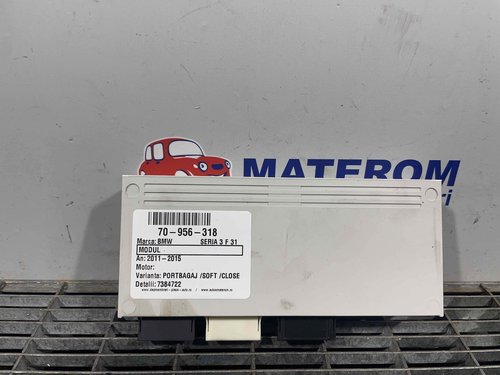 MATEROM
70-956-318
Marca: BMW SERIA 3 F 31
MODUL
An: 2011-2015
Motor:
Varianta: PORTBAGAJ /SOFT /CLOSE
Detalii: 7384722